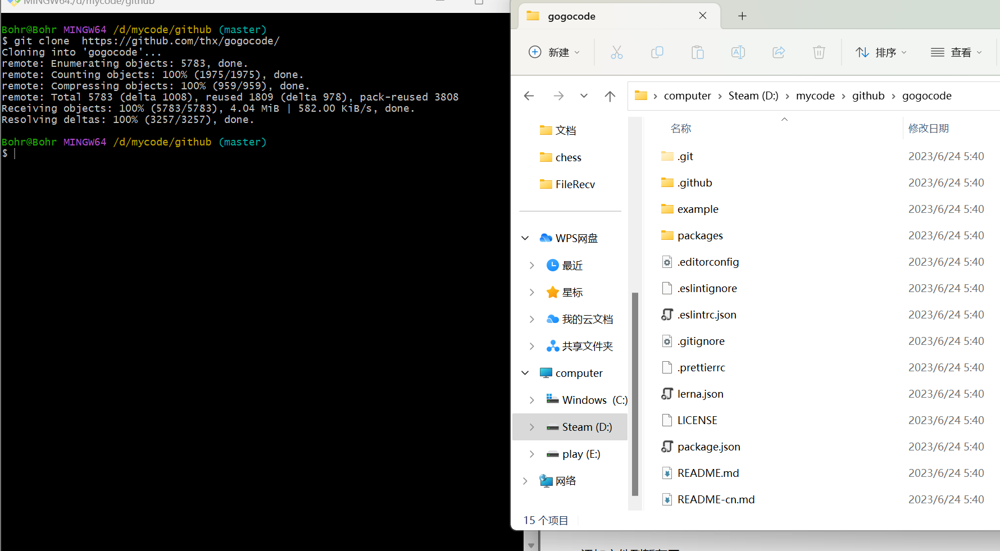 MINGW64:/d/mycode/github
Bohr@Bohr MINGW64 /d/mycode/github (master)
$ git clone  https://github.com/thx/gogocode/
Cloning into 'gogocode'...
remote: Enumerating objects: 5783, done.
remote: Counting objects: 100% (1975/1975), done.
remote: Compressing objects: 100% (959/959), done.
remote: Total 5783 (delta 1008), reused 1809 (delta 978), pack-reused 3808
Receiving objects: 100% (5783/5783), 4.04 MiB | 582.00 KiB/s, done.
Resolving deltas: 100% (3257/3257), done.
Bohr@Bohr MINGW64 /d/mycode/github (master)
$
gogocode
新建 排序 查看
computer > Steam (D:) > mycode > github > gogocode
文档
chess
FileRecv
WPS网盘
最近
星标
我的云文档
共享文件夹
computer
Windows (C:)
Steam (D:)
play (E:)
网络
名称 修改日期
.git 2023/6/24 5:40
.github 2023/6/24 5:40
example 2023/6/24 5:40
packages 2023/6/24 5:40
.editorconfig 2023/6/24 5:40
.eslintignore 2023/6/24 5:40
.eslintrc.json 2023/6/24 5:40
.gitignore 2023/6/24 5:40
.prettierrc 2023/6/24 5:40
lerna.json 2023/6/24 5:40
LICENSE 2023/6/24 5:40
package.json 2023/6/24 5:40
README.md 2023/6/24 5:40
README-cn.md 2023/6/24 5:40
15 个项目